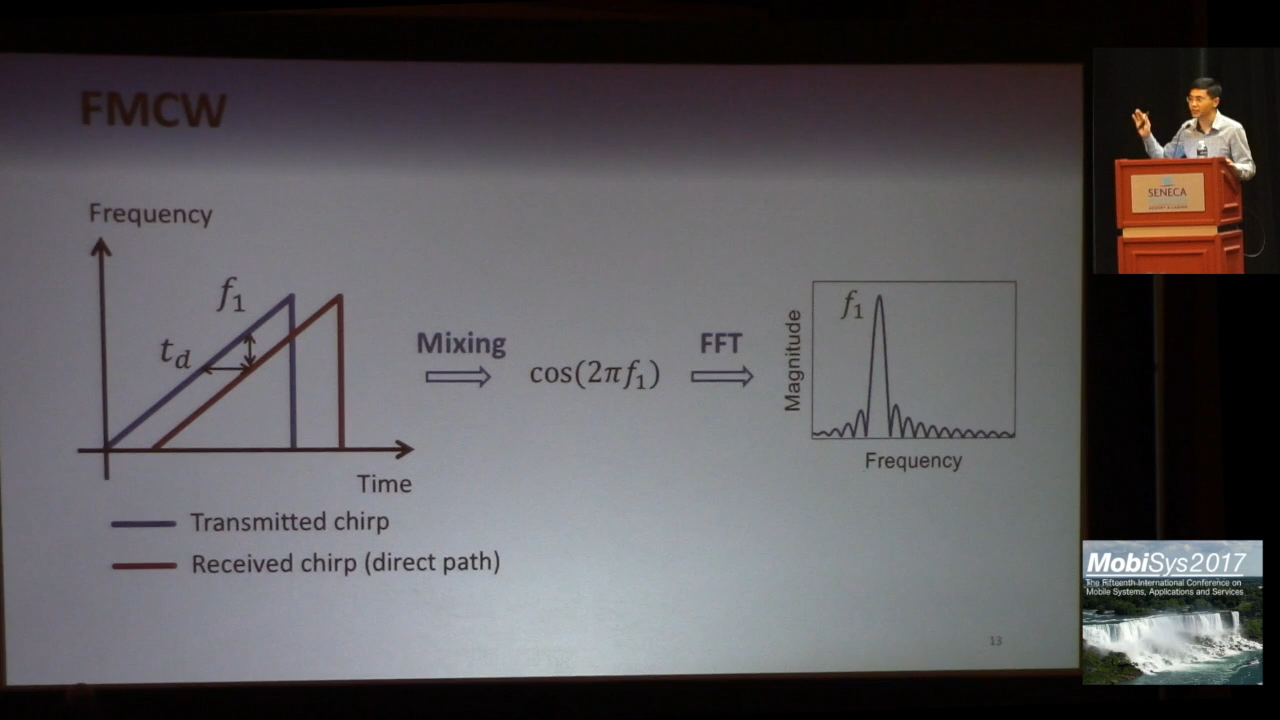 FMCW
Frequency
f₁
t_d
Mixing
cos(2πf₁)
FFT
f₁
Magnitude
Frequency
Time
Transmitted chirp
Received chirp (direct path)
13
SENECA
MobiSys2017
The Fifteenth International Conference on
Mobile Systems, Applications and Services